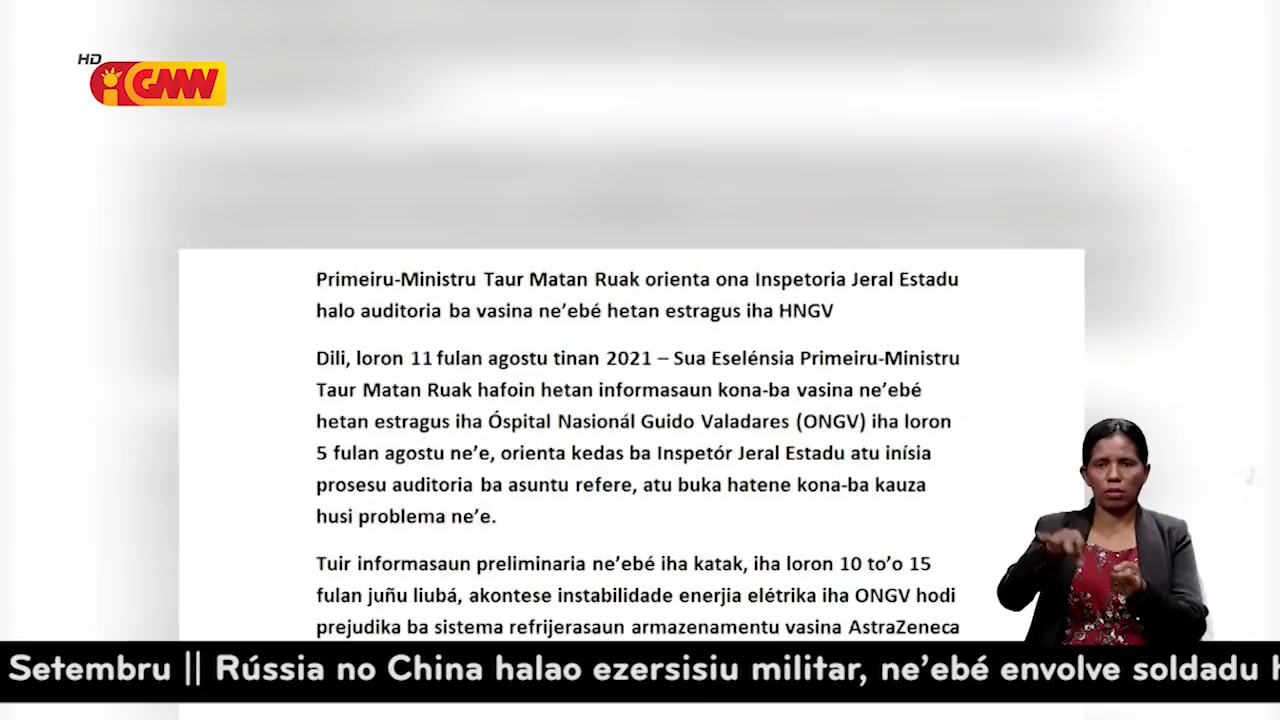 HD
GMN
Primeiru-Ministru Taur Matan Ruak orienta ona Inspetoria Jeral Estadu
halo auditoria ba vasina ne’ebé hetan estragus iha HNGV
Dili, loron 11 fulan agostu tinan 2021 – Sua Eselénsia Primeiru-Ministru
Taur Matan Ruak hafoin hetan informasaun kona-ba vasina ne’ebé
hetan estragus iha Óspital Nasionál Guido Valadares (ONGV) iha loron
5 fulan agostu ne’e, orienta kedas ba Inspetór Jeral Estadu atu inísia
prosesu auditoria ba asuntu refere, atu buka hatene kona-ba kauza
husi problema ne’e.
Tuir informasaun preliminaria ne’ebé iha katak, iha loron 10 to’o 15
fulan juñu liubá, akontese instabilidade enerjia elétrika iha ONGV hodi
prejudika ba sistema refrijerasaun armazenamentu vasina AstraZeneca
Setembru || Rússia no China halao ezersisiu militar, ne’ebé envolve soldadu